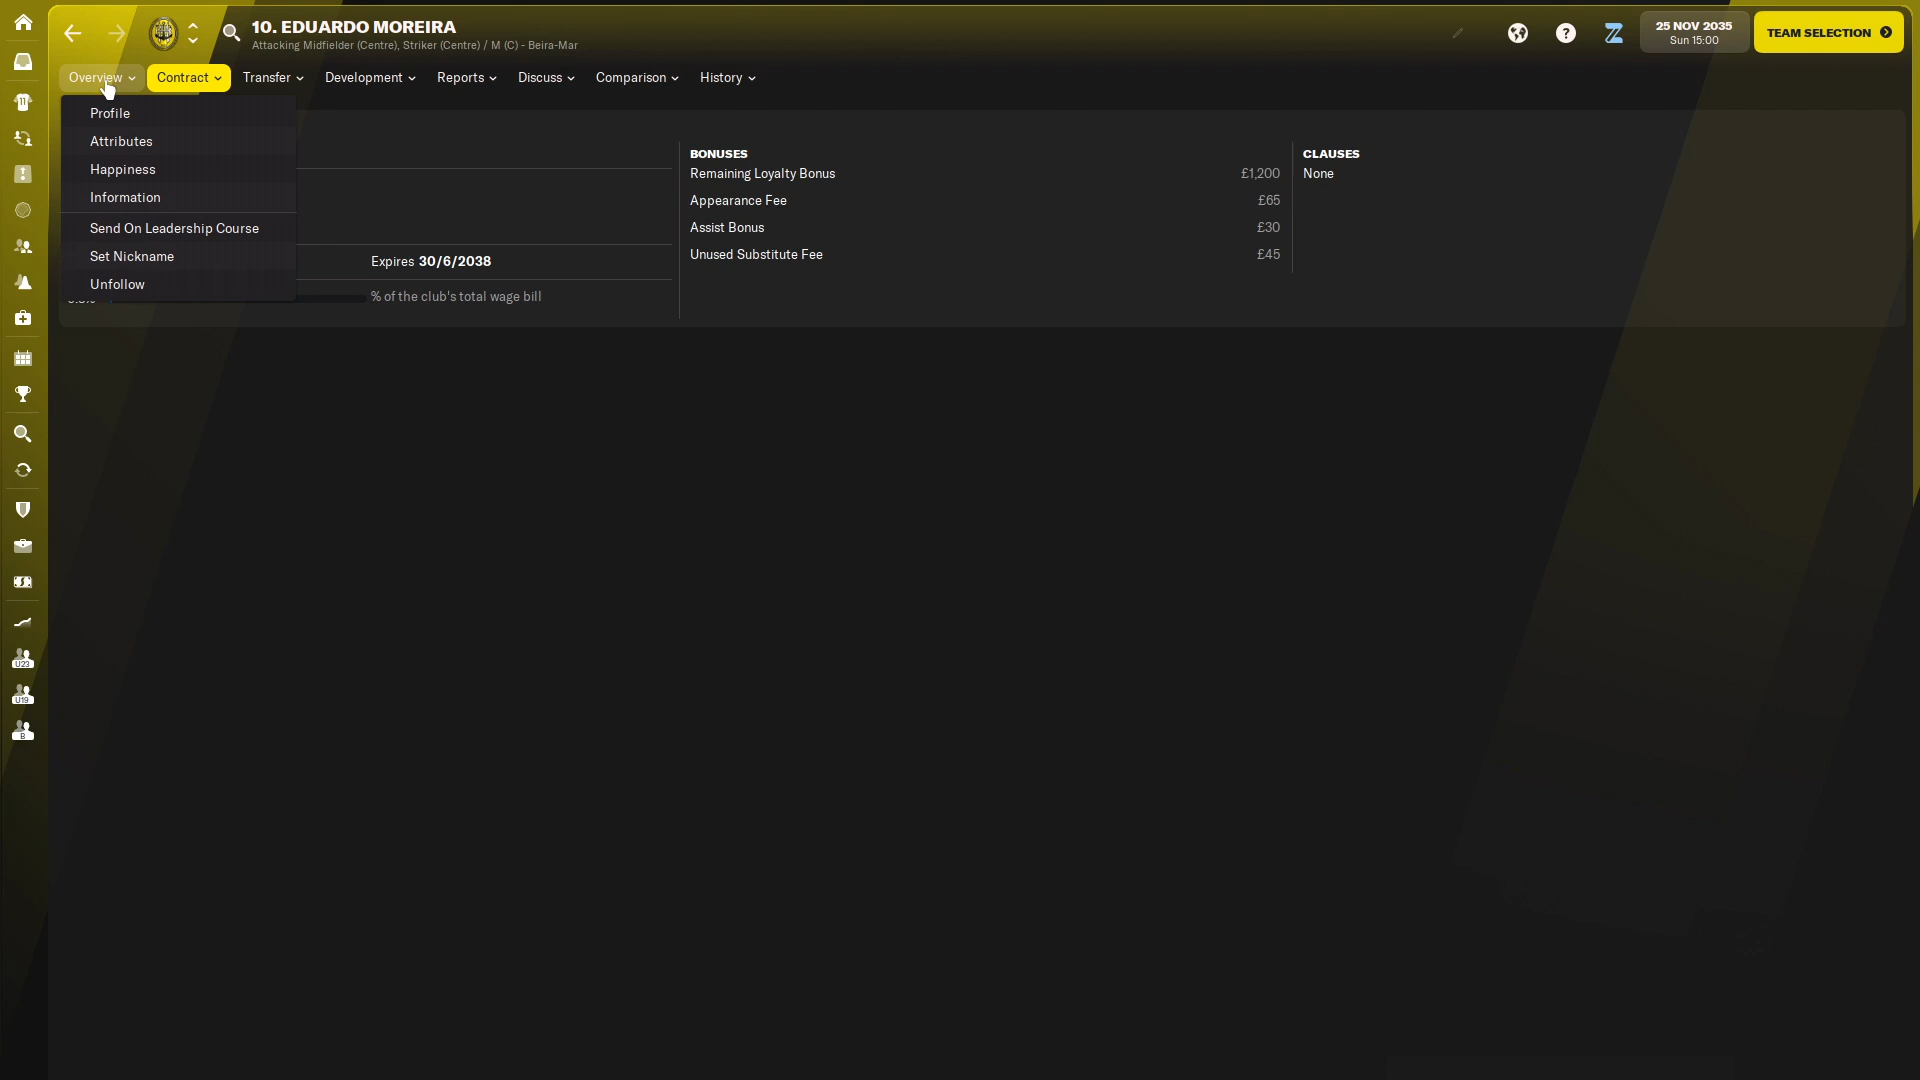 10. EDUARDO MOREIRA
Attacking Midfielder (Centre), Striker (Centre) / M (C) - Beira-Mar
25 NOV 2035
Sun 15:00
TEAM SELECTION
Overview
Contract
Transfer
Development
Reports
Discuss
Comparison
History
Profile
Attributes
Happiness
Information
Send On Leadership Course
Set Nickname
Unfollow
Expires 30/6/2038
% of the club's total wage bill
BONUSES
Remaining Loyalty Bonus £1,200
Appearance Fee £65
Assist Bonus £30
Unused Substitute Fee £45
CLAUSES
None
U23
U19
B